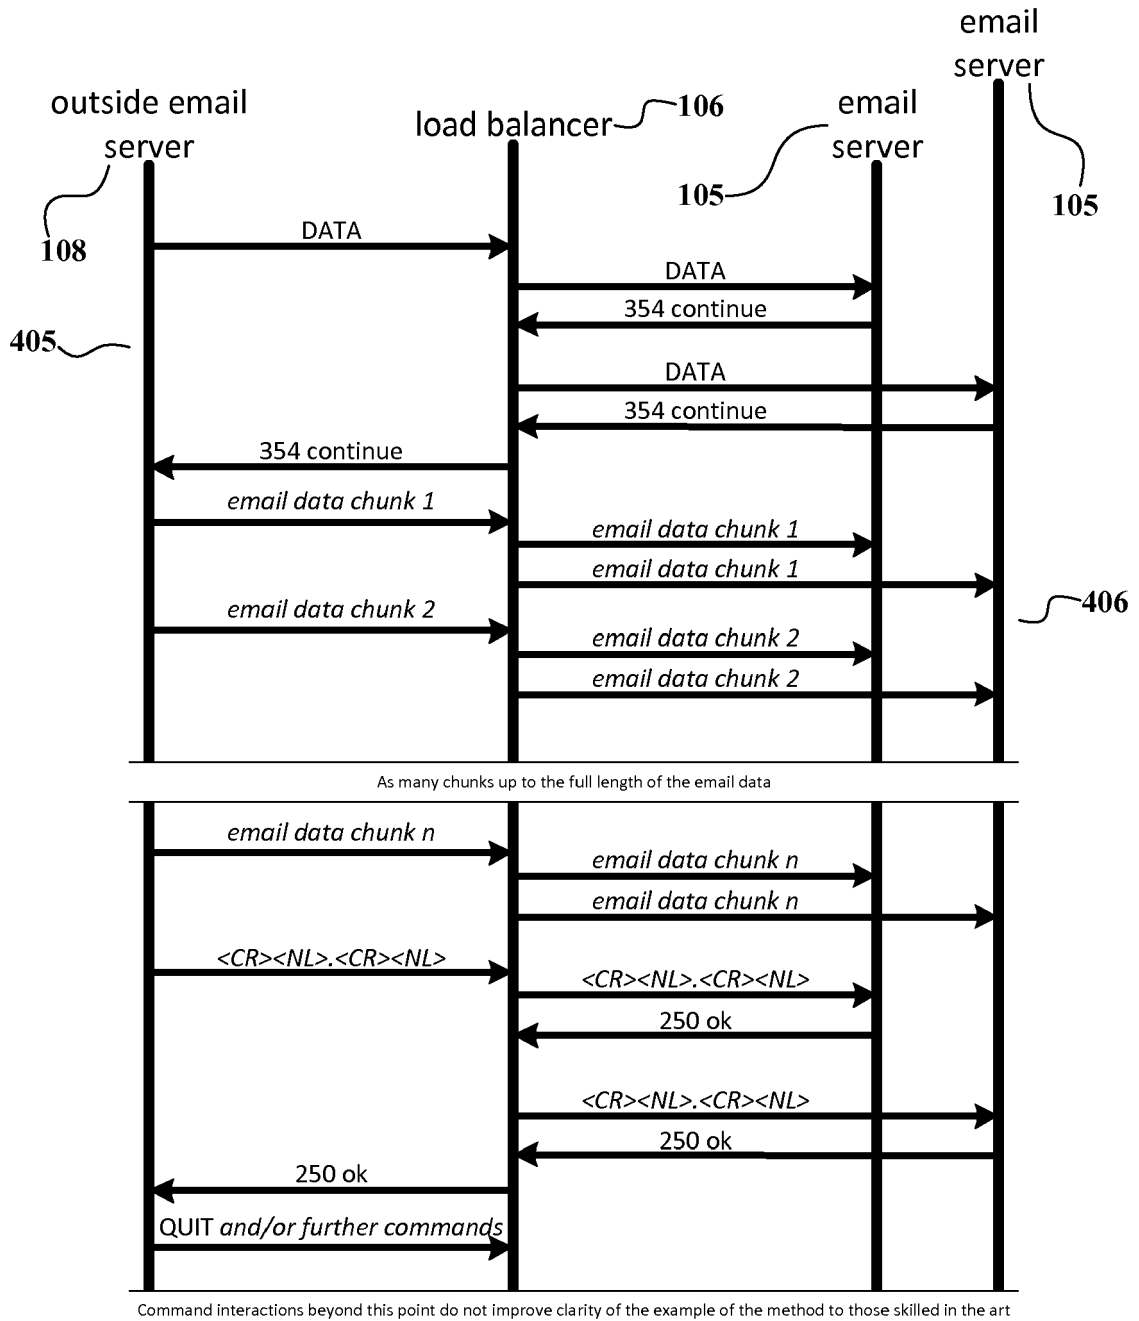 email
server
outside email
server
load balancer
106
email
server
105
105
108
DATA
DATA
354 continue
405
DATA
354 continue
354 continue
email data chunk 1
email data chunk 1
email data chunk 1
email data chunk 2
406
email data chunk 2
email data chunk 2
As many chunks up to the full length of the email data
email data chunk n
email data chunk n
email data chunk n
<CR><NL>.<CR><NL>
<CR><NL>.<CR><NL>
250 ok
<CR><NL>.<CR><NL>
250 ok
250 ok
QUIT and/or further commands
Command interactions beyond this point do not improve clarity of the example of the method to those skilled in the art